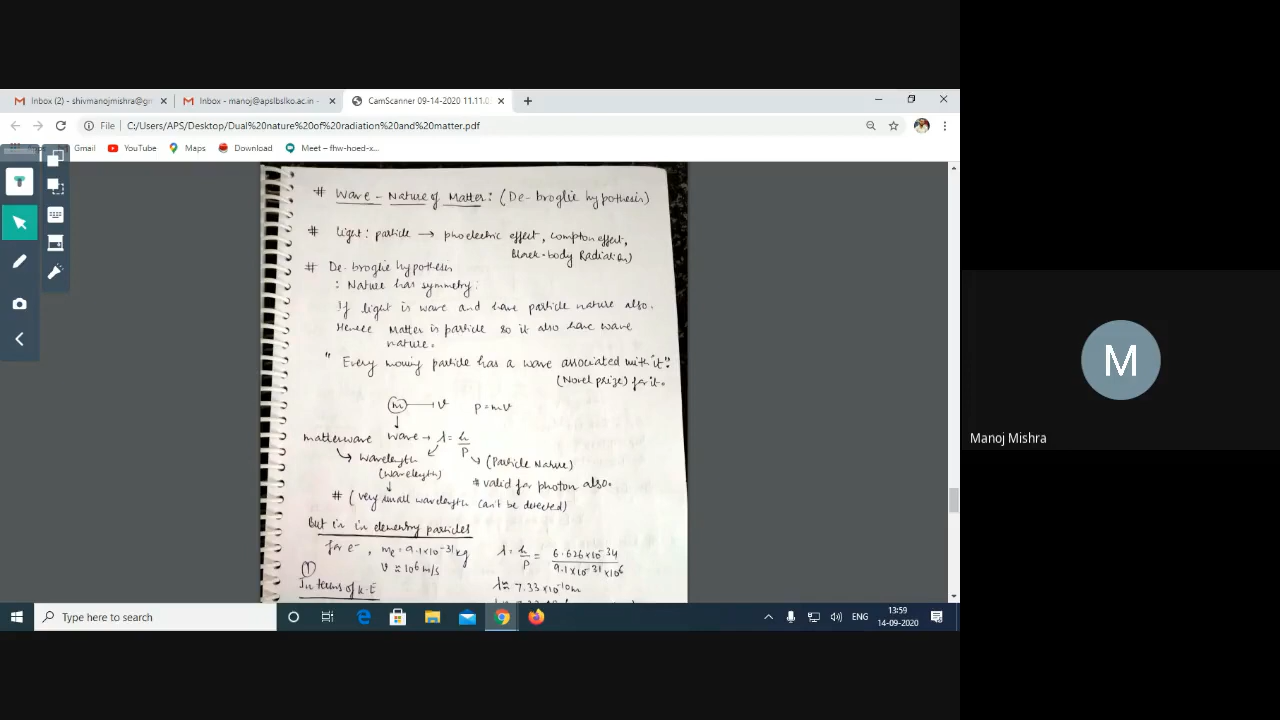 Inbox (2) - shivmanojmishra@gm
Inbox - manoj@apslbslko.ac.in -
CamScanner 09-14-2020 11.11.0
File
C:/Users/APS/Desktop/Dual%20nature%20of%20radiation%20and%20matter.pdf
Gmail
YouTube
Maps
Download
Meet – fhw-hoed-x...
# Wave - Nature of Matter: (De-broglie hypothesis)
# light: particle → phoelectric effect, compton effect,
Black-body Radiation)
# De-broglie hypothesis
: Nature has symmetry:
If light is wave and have particle nature also.
Hence Matter is particle so it also have wave
nature.
" Every moving particle has a wave associated with it".
(Novel prize) for it.
m v P = mv
matterwave wave → λ = h/P
wavelength (Particle Nature)
(wavelength) # valid for photon also.
# (very small wavelength can't be detected)
But in in elementry particles
for e⁻, me = 9.1×10⁻³¹ kg λ = h/P = 6.626×10⁻³⁴/9.1×10⁻³¹×10⁶
v ≈ 10⁶ m/s
① In terms of K.E λ ≈ 7.33×10⁻¹⁰m
M
Manoj Mishra
Type here to search
ENG
13:59
14-09-2020